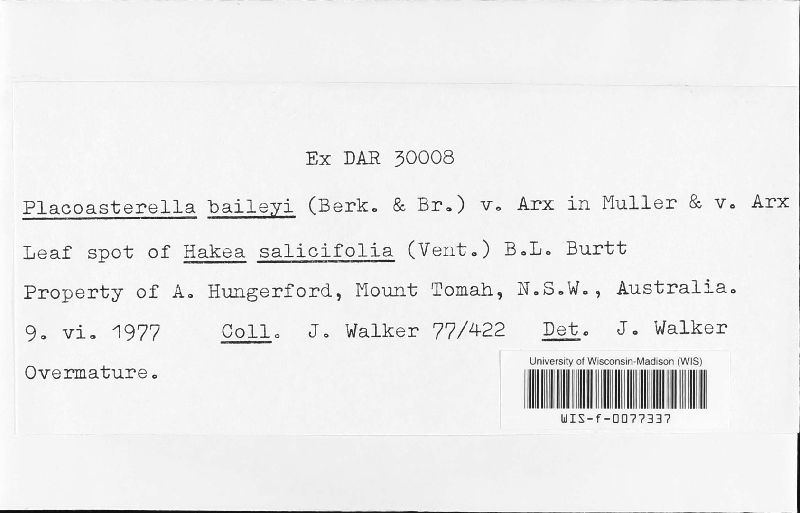 Ex DAR 30008
Placoasterella baileyi (Berk. & Br.) v. Arx in Muller & v. Arx
Leaf spot of Hakea salicifolia (Vent.) B.L. Burtt
Property of A. Hungerford, Mount Tomah, N.S.W., Australia.
9. vi. 1977 Coll. J. Walker 77/422 Det. J. Walker
Overmature.
University of Wisconsin-Madison (WIS)
WIS-f-0077337